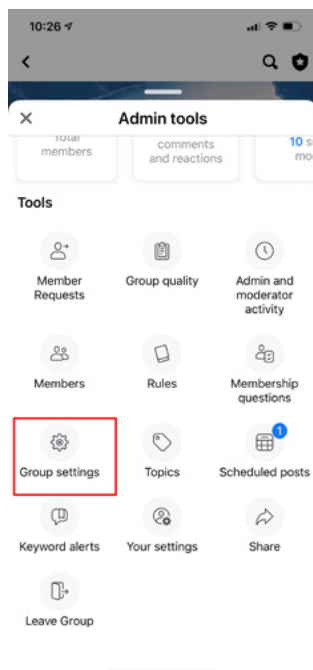 10:26
Admin tools
Total
members
comments
and reactions
10
Tools
Member
Requests
Group quality
Admin and
moderator
activity
Members
Rules
Membership
questions
Group settings
Topics
1
Scheduled posts
Keyword alerts
Your settings
Share
Leave Group